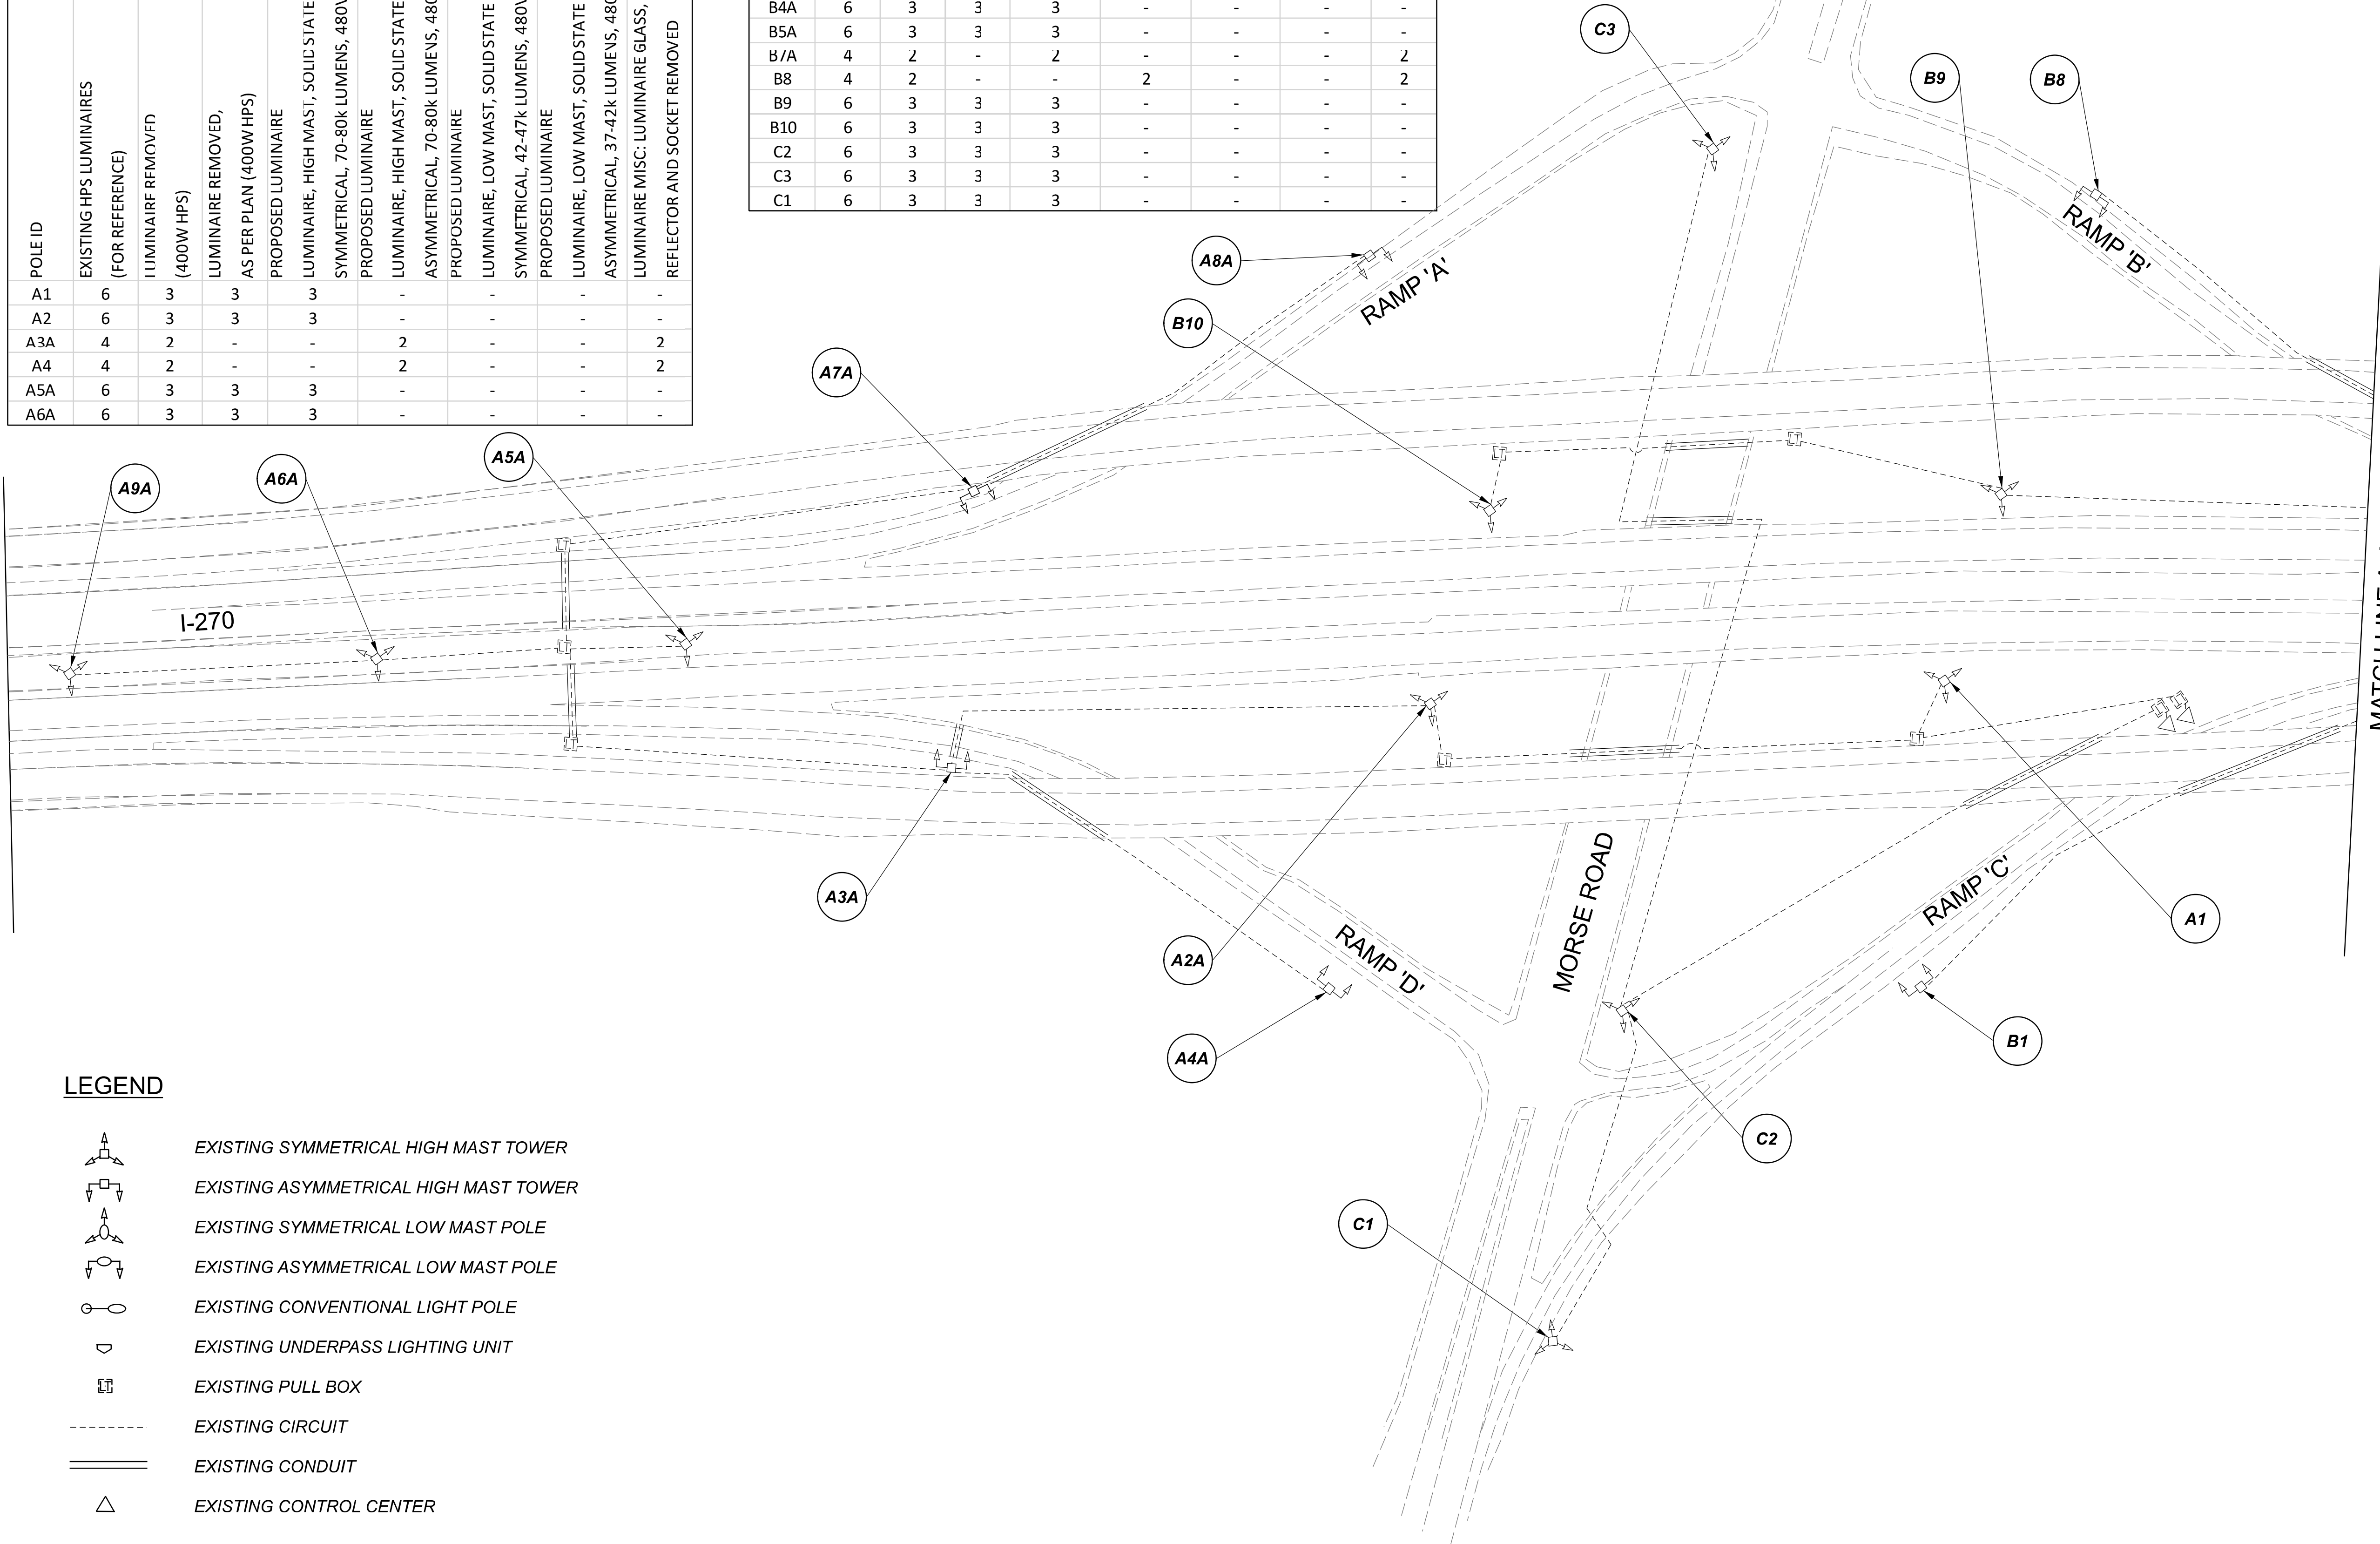 POLE ID
EXISTING HPS LUMINAIRES
(FOR REFERENCE)
LUMINAIRE REMOVED
(400W HPS)
LUMINAIRE REMOVED,
AS PER PLAN (400W HPS)
PROPOSED LUMINAIRE
LUMINAIRE, HIGH MAST, SOLID STATE
SYMMETRICAL, 70-80k LUMENS, 480V
PROPOSED LUMINAIRE
LUMINAIRE, HIGH MAST, SOLID STATE
ASYMMETRICAL, 70-80k LUMENS, 480
PROPOSED LUMINAIRE
LUMINAIRE, LOW MAST, SOLID STATE
SYMMETRICAL, 42-47k LUMENS, 480V
PROPOSED LUMINAIRE
LUMINAIRE, LOW MAST, SOLID STATE
ASYMMETRICAL, 37-42k LUMENS, 480
LUMINAIRE MISC: LUMINAIRE GLASS,
REFLECTOR AND SOCKET REMOVED
A1 6 3 3 3 - - - -
A2 6 3 3 3 - - - -
A3A 4 2 - - 2 - - 2
A4 4 2 - - 2 - - 2
A5A 6 3 3 3 - - - -
A6A 6 3 3 3 - - - -
B4A 6 3 3 3 - - - -
B5A 6 3 3 3 - - - -
B7A 4 2 - 2 - - - 2
B8 4 2 - - 2 - - 2
B9 6 3 3 3 - - - -
B10 6 3 3 3 - - - -
C2 6 3 3 3 - - - -
C3 6 3 3 3 - - - -
C1 6 3 3 3 - - - -
C3
B9
B8
RAMP 'B'
A8A
RAMP 'A'
B10
A7A
A5A
A6A
A9A
I-270
MATCH LINE
A3A
A2A
RAMP 'D'
MORSE ROAD
RAMP 'C'
A1
A4A
B1
C2
C1
LEGEND
EXISTING SYMMETRICAL HIGH MAST TOWER
EXISTING ASYMMETRICAL HIGH MAST TOWER
EXISTING SYMMETRICAL LOW MAST POLE
EXISTING ASYMMETRICAL LOW MAST POLE
EXISTING CONVENTIONAL LIGHT POLE
EXISTING UNDERPASS LIGHTING UNIT
EXISTING PULL BOX
EXISTING CIRCUIT
EXISTING CONDUIT
EXISTING CONTROL CENTER